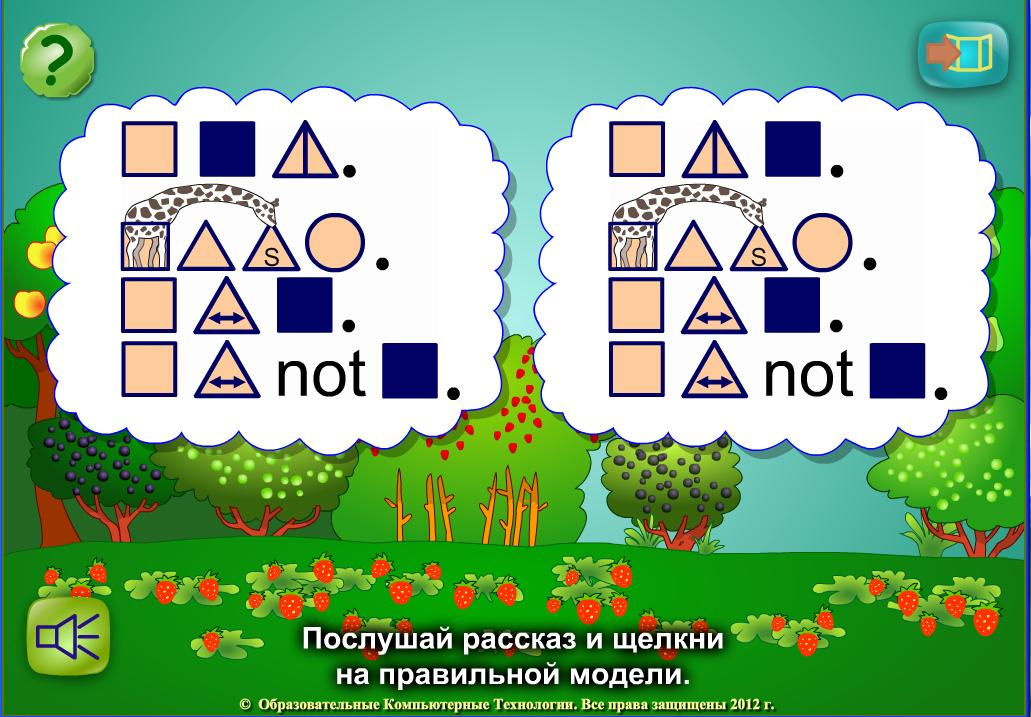 ?
.
.
S
.
S
.
.
.
not .
not .
Послушай рассказ и щелкни
на правильной модели.
© Образовательные Компьютерные Технологии. Все права защищены 2012 г.